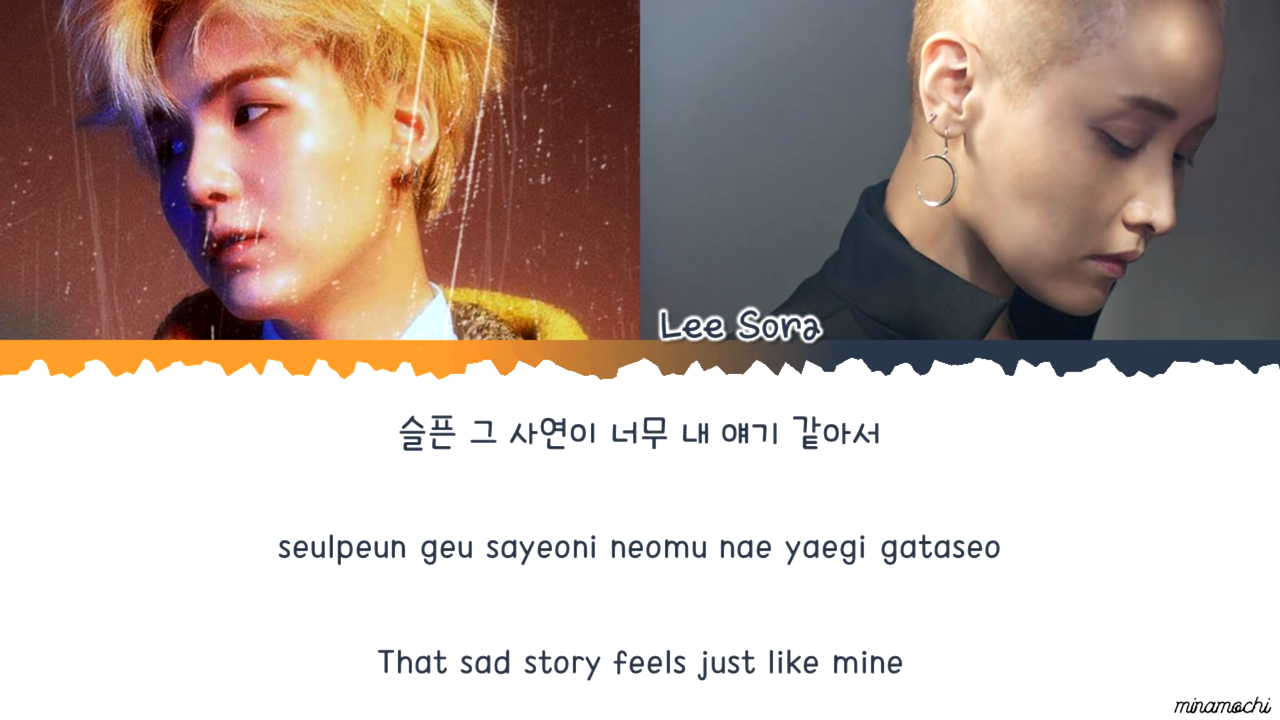 Lee Sora
슬픈 그 사연이 너무 내 얘기 같아서
seulpeun geu sayeoni neomu nae yaegi gataseo
That sad story feels just like mine
minamochi